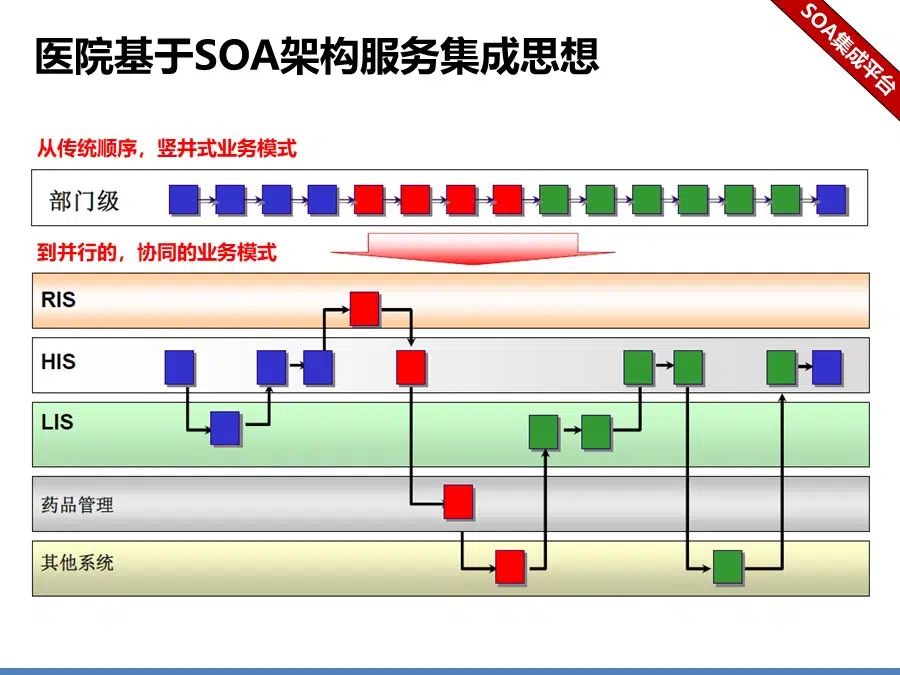 医院基于SOA架构服务集成思想
SOA集成平台
从传统顺序，竖井式业务模式
部门级
到并行的，协同的业务模式
RIS
HIS
LIS
药品管理
其他系统